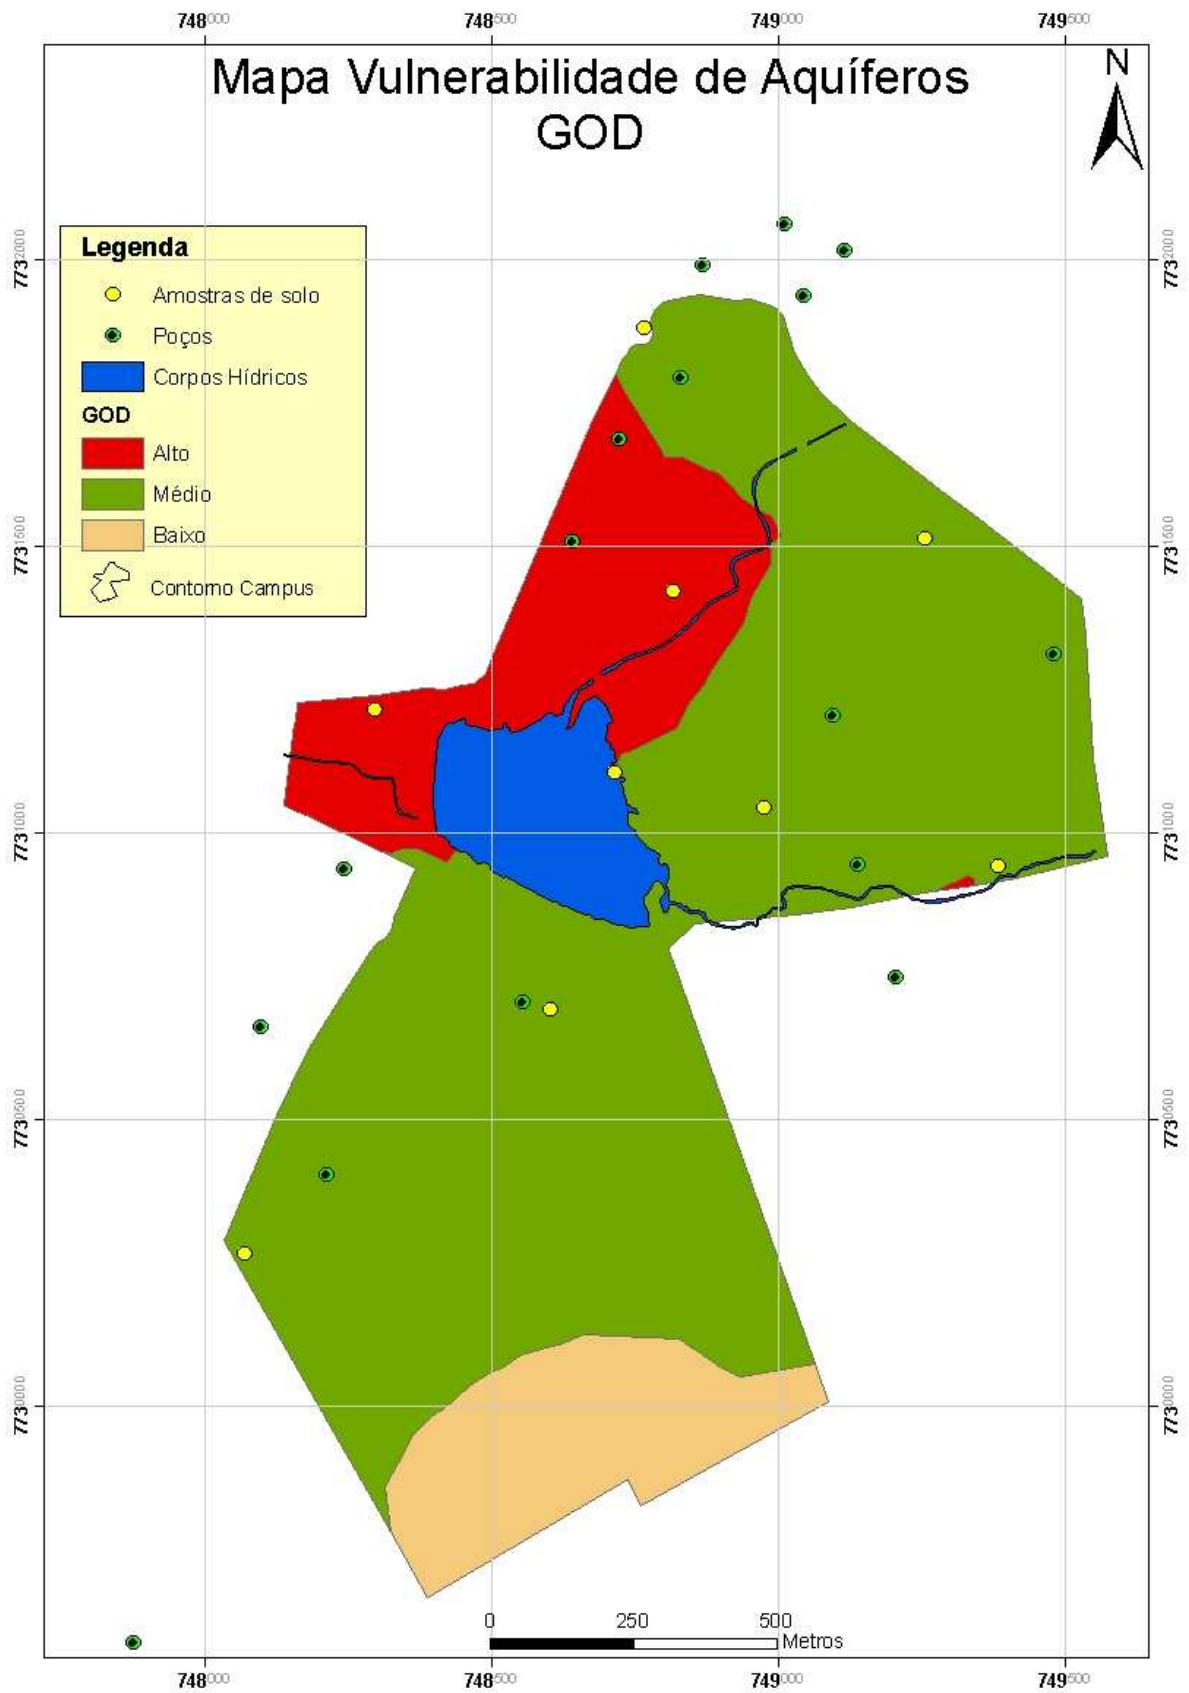 748000 748500 749000 749500
Mapa Vulnerabilidade de Aquíferos
GOD
N
Legenda
Amostras de solo
Poços
Corpos Hídricos
GOD
Alto
Médio
Baixo
Contorno Campus
7732000 7732000
7731500 7731500
7731000 7731000
7730500 7730500
7730000 7730000
0 250 500
Metros
748000 748500 749000 749500